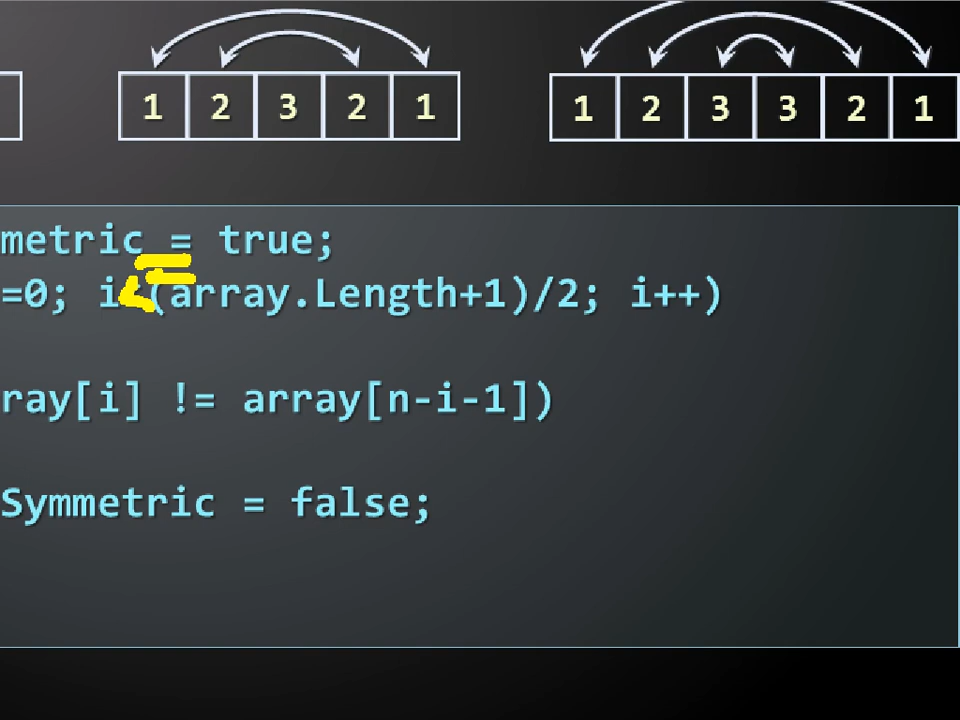 1 2 3 2 1
1 2 3 3 2 1
metric = true;
=0; i<(array.Length+1)/2; i++)
ray[i] != array[n-i-1])
Symmetric = false;